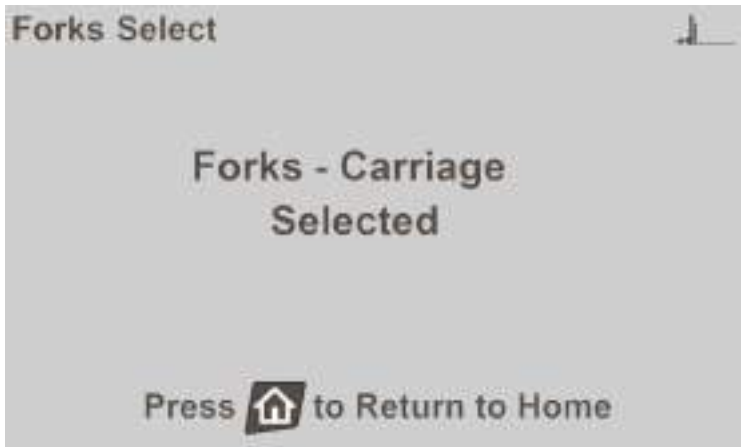 Forks Select
Forks - Carriage
Selected
Press to Return to Home